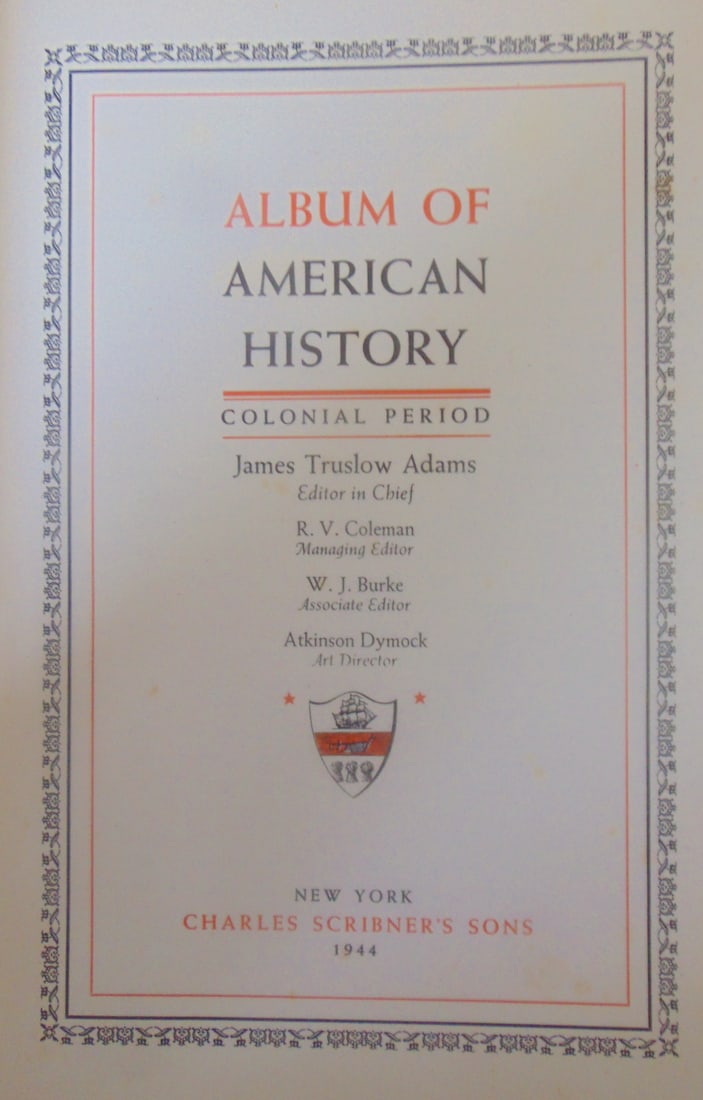 ALBUM OF
AMERICAN
HISTORY
COLONIAL PERIOD
James Truslow Adams
Editor in Chief
R. V. Coleman
Managing Editor
W. J. Burke
Associate Editor
Atkinson Dymock
Art Director
NEW YORK
CHARLES SCRIBNER'S SONS
1944